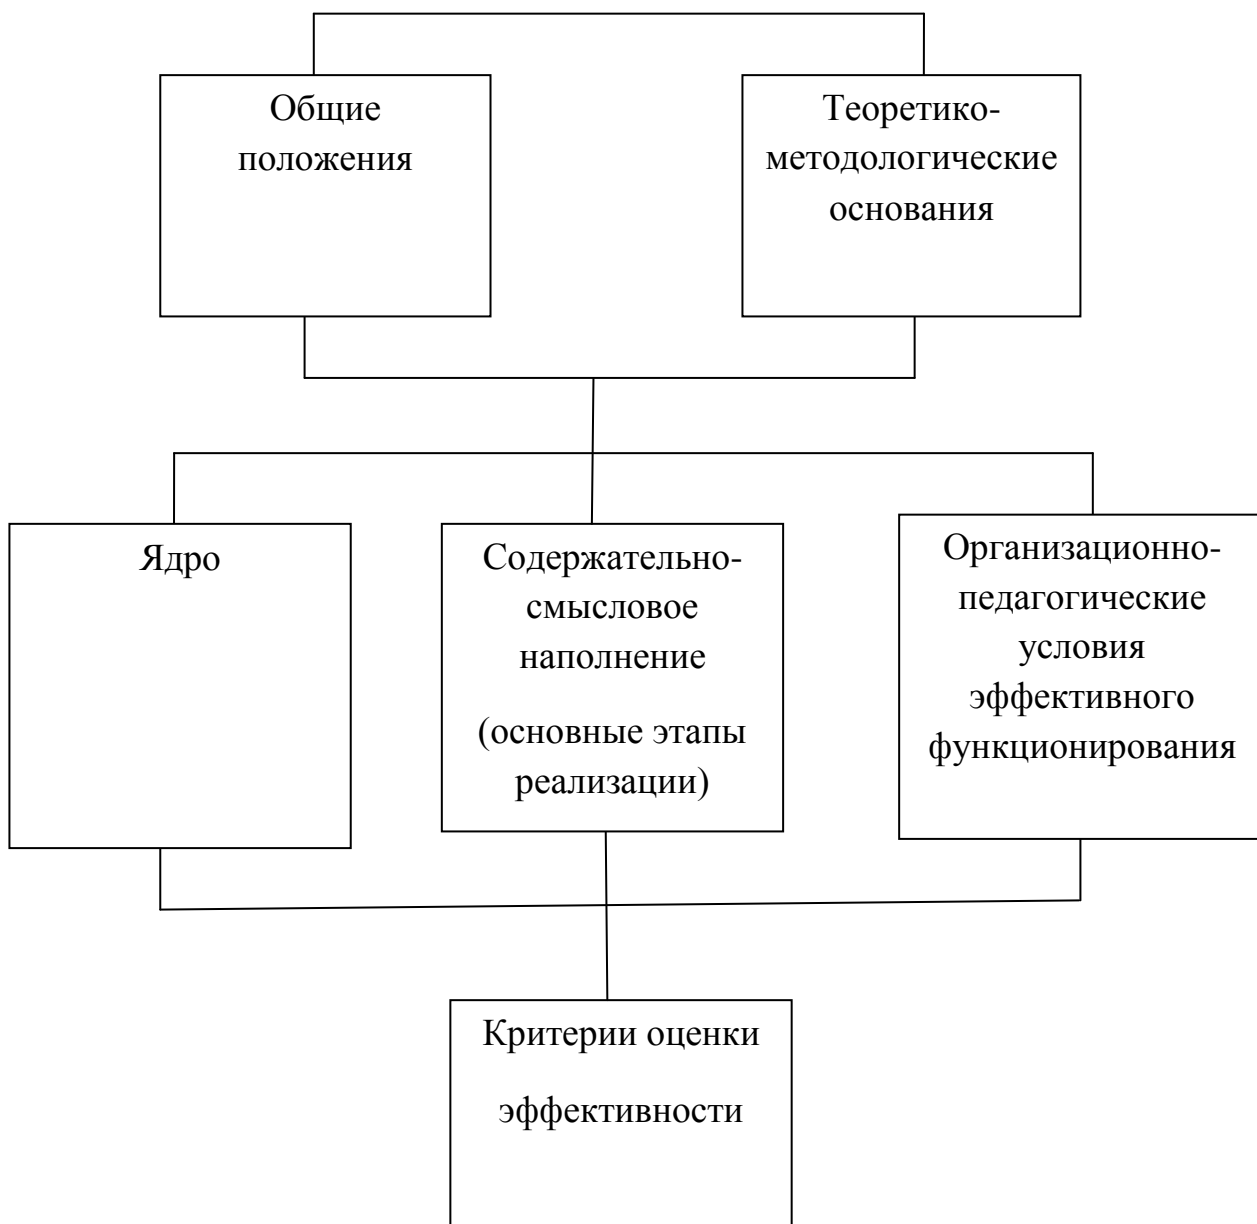 Общие
положения
Теоретико-
методологические
основания
Ядро
Содержательно-
смысловое
наполнение
(основные этапы
реализации)
Организационно-
педагогические
условия
эффективного
функционирования
Критерии оценки
эффективности